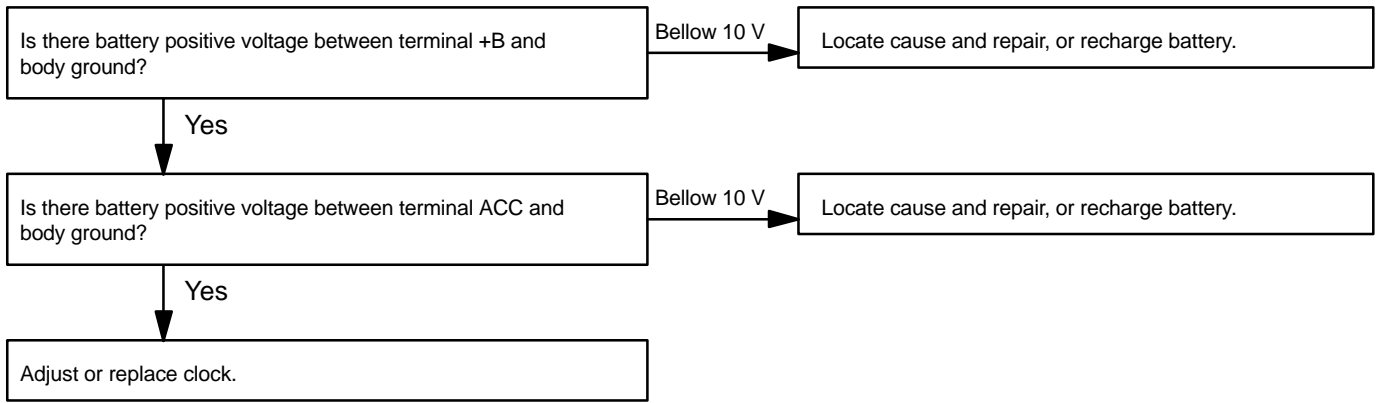 Is there battery positive voltage between terminal +B and
body ground?
Bellow 10 V
Locate cause and repair, or recharge battery.
Yes
Is there battery positive voltage between terminal ACC and
body ground?
Bellow 10 V
Locate cause and repair, or recharge battery.
Yes
Adjust or replace clock.